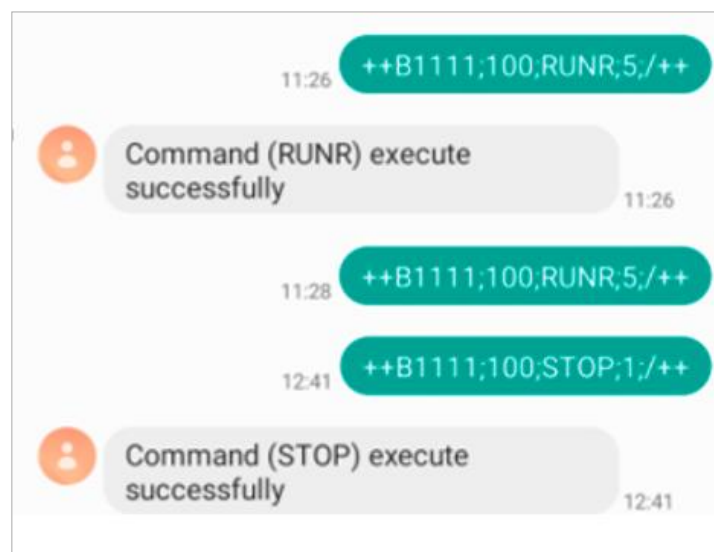 ++B1111;100;RUNR;5;/++
11:26
Command (RUNR) execute
successfully
11:26
++B1111;100;RUNR;5;/++
11:28
++B1111;100;STOP;1;/++
12:41
Command (STOP) execute
successfully
12:41